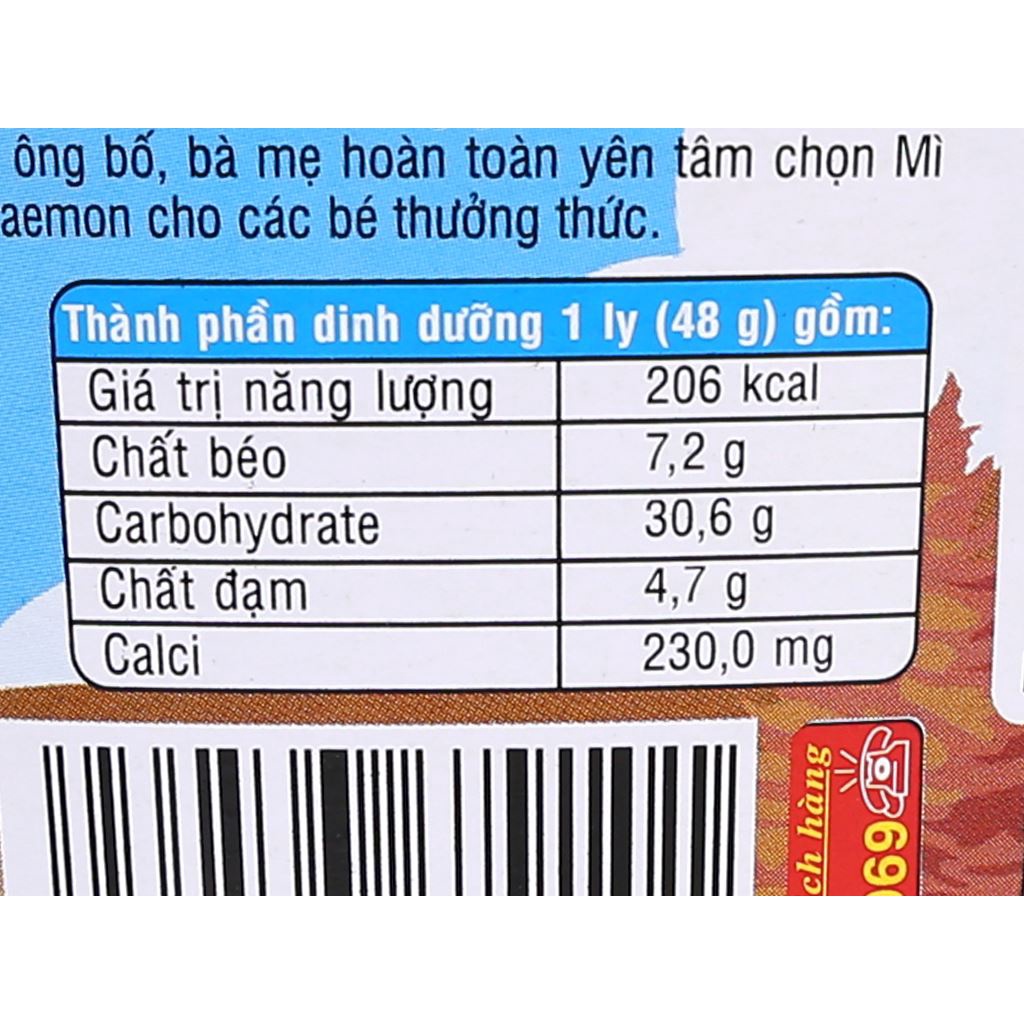 ông bố, bà mẹ hoàn toàn yên tâm chọn Mì
aemon cho các bé thưởng thức.
Thành phần dinh dưỡng 1 ly (48 g) gồm:
Giá trị năng lượng 206 kcal
Chất béo 7,2 g
Carbohydrate 30,6 g
Chất đạm 4,7 g
Calci 230,0 mg
ch hàng
069